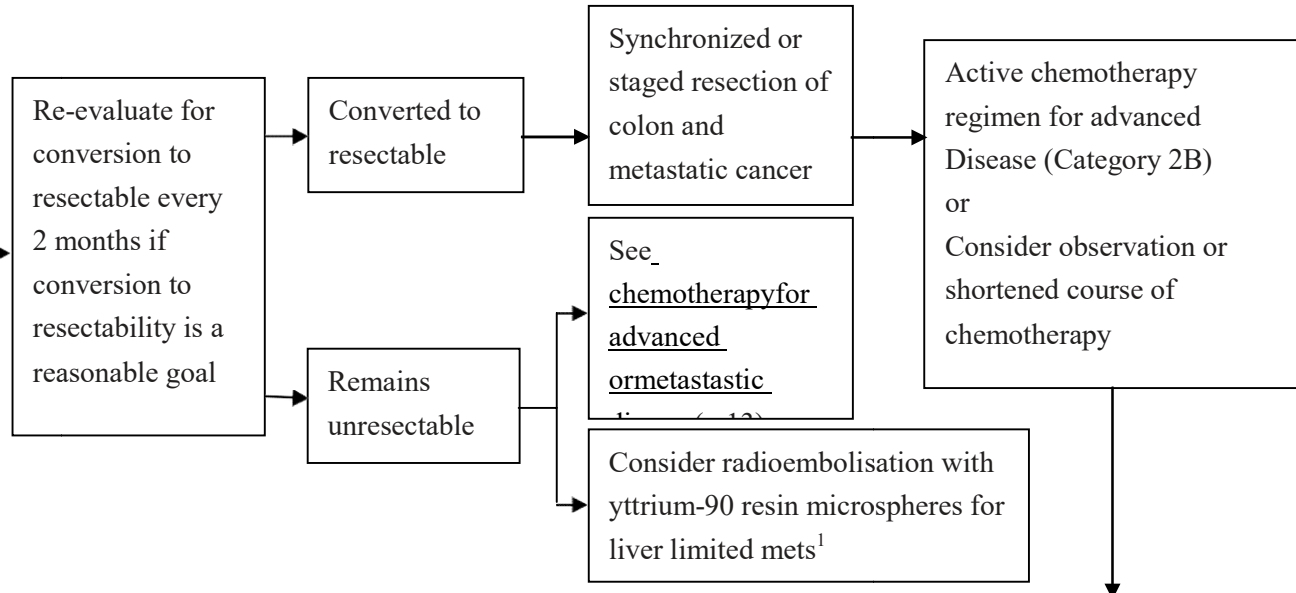 Re-evaluate for
conversion to
resectable every
2 months if
conversion to
resectability is a
reasonable goal
Converted to
resectable
Synchronized or
staged resection of
colon and
metastatic cancer
Active chemotherapy
regimen for advanced
Disease (Category 2B)
or
Consider observation or
shortened course of
chemotherapy
Remains
unresectable
See
chemotherapyfor
advanced
ormetastastic
Consider radioembolisation with
yttrium-90 resin microspheres for
liver limited mets¹